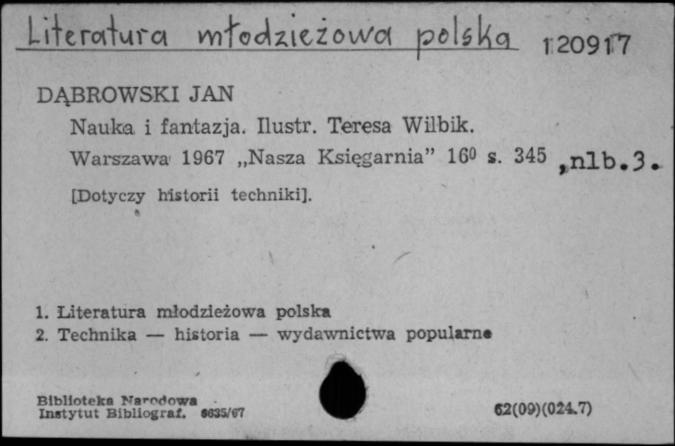 Literatura młodzieżowa polska 120917
DĄBROWSKI JAN
Nauka i fantazja. Ilustr. Teresa Wilbik.
Warszawa 1967 „Nasza Księgarnia” 16⁰ s. 345 ,nlb.3.
[Dotyczy historii techniki].
1. Literatura młodzieżowa polska
2. Technika — historia — wydawnictwa popularne
Biblioteka Narodowa
Instytut Bibliograf. 6635/67
62(09)(024.7)